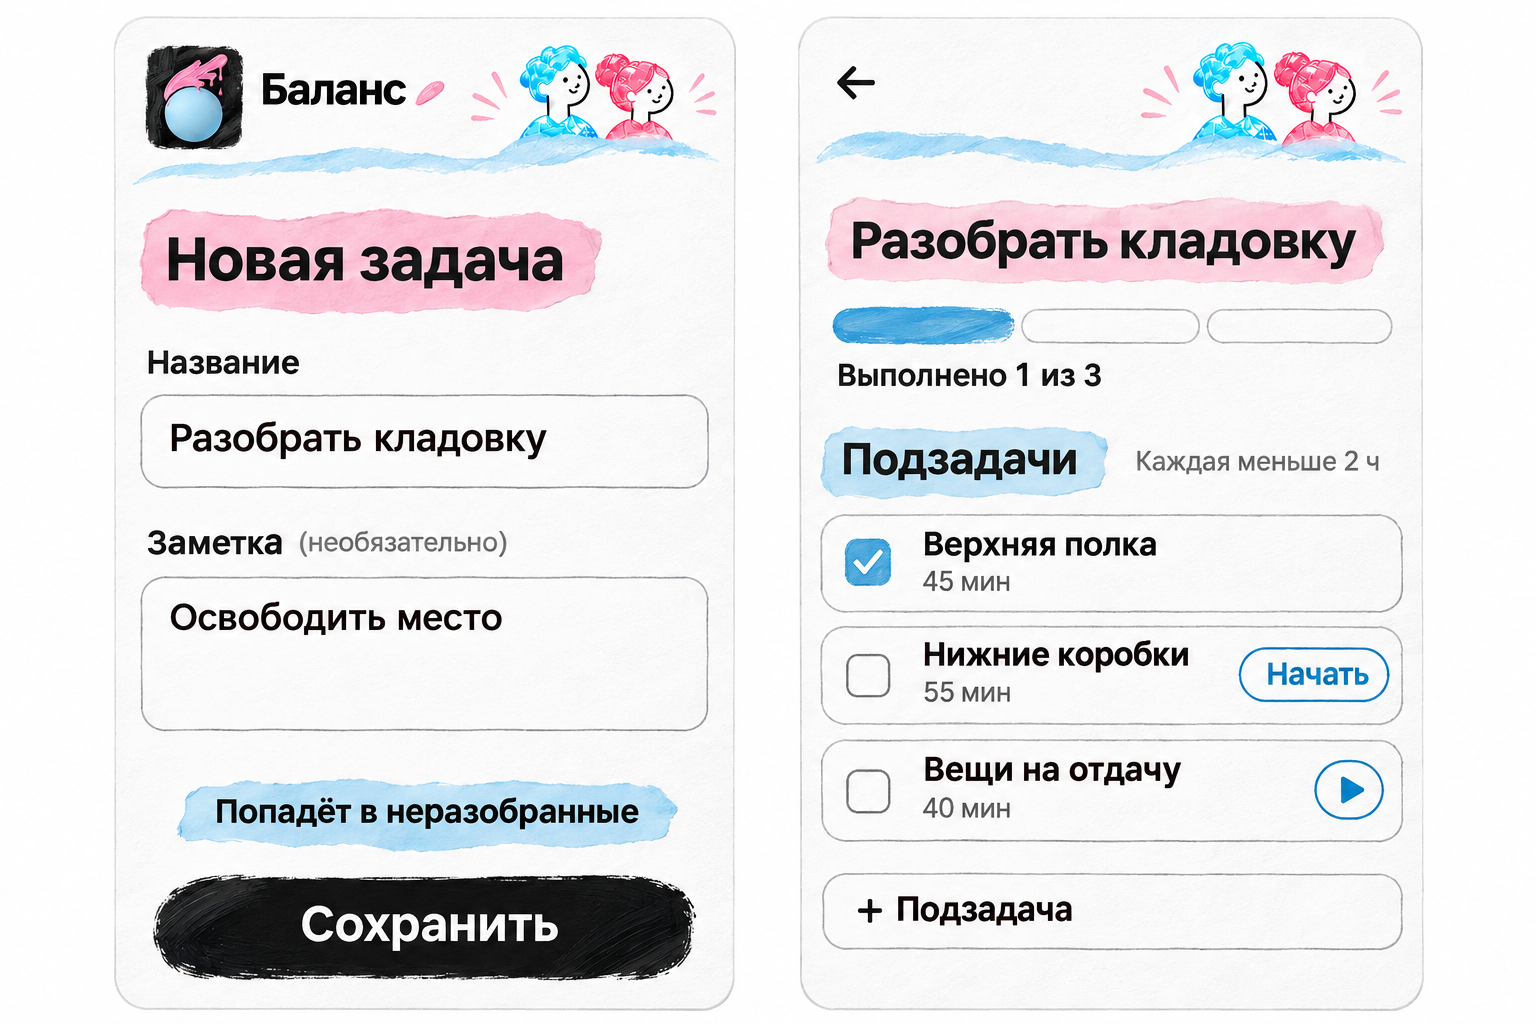 Баланс
Новая задача
Название
Разобрать кладовку
Заметка (необязательно)
Освободить место
Попадёт в неразобранные
Сохранить
Разобрать кладовку
Выполнено 1 из 3
Подзадачи Каждая меньше 2 ч
Верхняя полка
45 мин
Нижние коробки
55 мин
Начать
Вещи на отдачу
40 мин
+ Подзадача